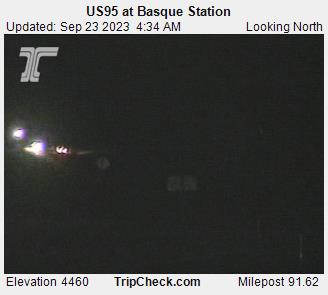 US95 at Basque Station
Updated: Sep 23 2023 4:34 AM Looking North
Elevation 4460 TripCheck.com Milepost 91.62